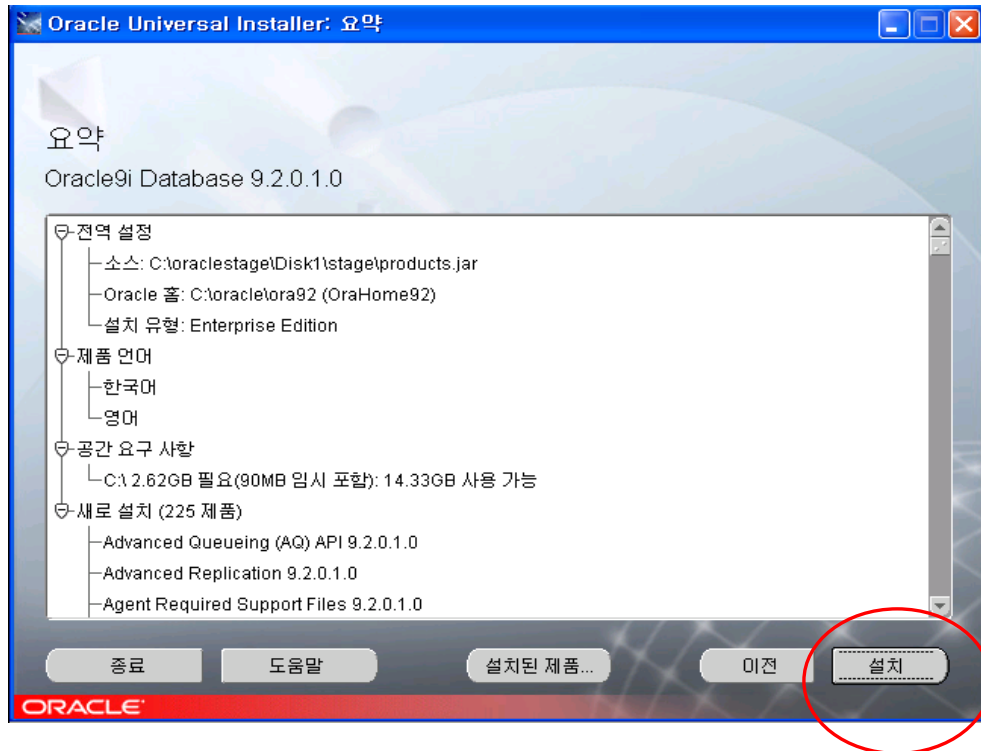 Oracle Universal Installer: 요약
요약
Oracle9i Database 9.2.0.1.0
전역 설정
소스: C:\oraclestage\Disk1\stage\products.jar
Oracle 홈: C:\oracle\ora92 (OraHome92)
설치 유형: Enterprise Edition
제품 언어
한국어
영어
공간 요구 사항
C:\ 2.62GB 필요(90MB 임시 포함): 14.33GB 사용 가능
새로 설치 (225 제품)
Advanced Queueing (AQ) API 9.2.0.1.0
Advanced Replication 9.2.0.1.0
Agent Required Support Files 9.2.0.1.0
종료 도움말 설치된 제품... 이전 설치
ORACLE